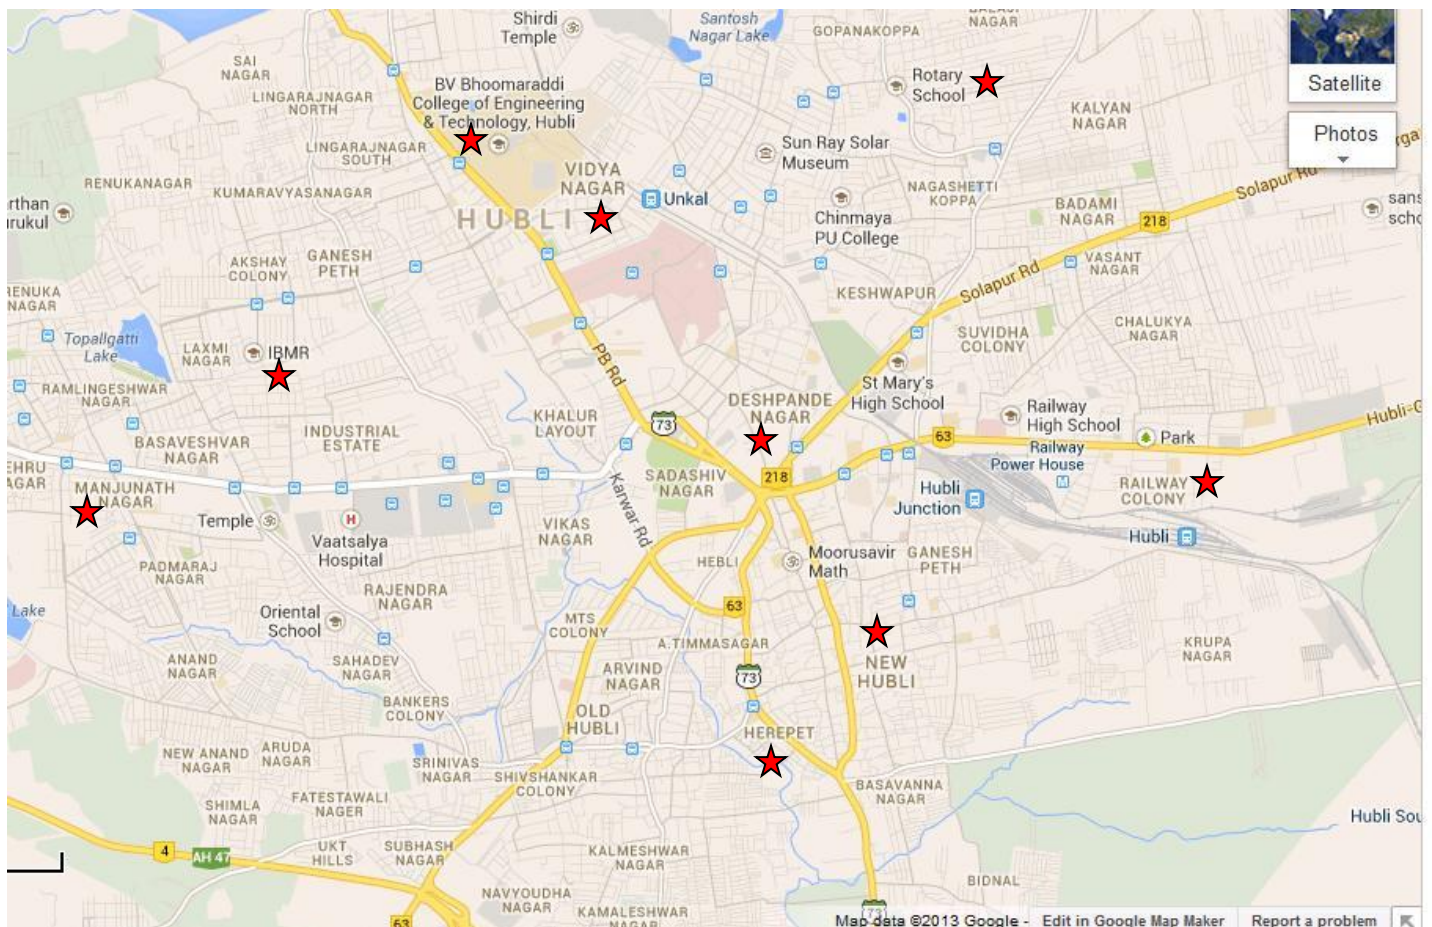 Shirdi
Temple
Santosh
Nagar Lake
GOPANAKOPPA
NAGAR
Satellite
Photos
SAI
NAGAR
LINGARAJNAGAR
NORTH
BV Bhoomaraddi
College of Engineering
& Technology, Hubli
Rotary
School
KALYAN
NAGAR
LINGARAJNAGAR
SOUTH
Sun Ray Solar
Museum
RENUKANAGAR
KUMARAVYASANAGAR
VIDYA
NAGAR
Unkal
NAGASHETTI
KOPPA
Solapur Rd
BADAMI
NAGAR
218
HUBLI
Chinmaya
PU College
AKSHAY
COLONY
GANESH
PETH
VASANT
NAGAR
KESHWAPUR
Solapur Rd
NAGAR
Topallgatti
Lake
LAXMI
NAGAR
IBMR
PB Rd
SUVIDHA
COLONY
CHALUKYA
NAGAR
RAMLINGESHWAR
NAGAR
St Mary's
High School
DESHPANDE
NAGAR
KHALUR
LAYOUT
73
Railway
High School
63
Park
INDUSTRIAL
ESTATE
BASAVESHVAR
NAGAR
Railway
Power House
M
SADASHIV
NAGAR
218
Karwar Rd
Hubli
Junction
RAILWAY
COLONY
MANJUNATH
NAGAR
Temple
H
Vaatsalya
Hospital
VIKAS
NAGAR
Hubli
PADMARAJ
NAGAR
HEBLI
Moorusavir
Math
GANESH
PETH
RAJENDRA
NAGAR
Lake
Oriental
School
63
MTS
COLONY
A.TIMMASAGAR
KRUPA
NAGAR
ANAND
NAGAR
SAHADEV
NAGAR
ARVIND
NAGAR
73
NEW
HUBLI
BANKERS
COLONY
OLD
HUBLI
HEREPET
NEW ANAND
NAGAR
ARUDA
NAGAR
SRINIVAS
NAGAR
SHIVSHANKAR
COLONY
BASAVANNA
NAGAR
SHIMLA
NAGAR
FATESTAWALI
NAGER
Hubli Sou
4
AH 47
UKT
HILLS
SUBHASH
NAGAR
KALMESHWAR
NAGAR
BIDNAL
NAVYOUDHA
NAGAR
KAMALESHWAR
NAGAR
63
73
Map data ©2013 Google - Edit in Google Map Maker Report a problem